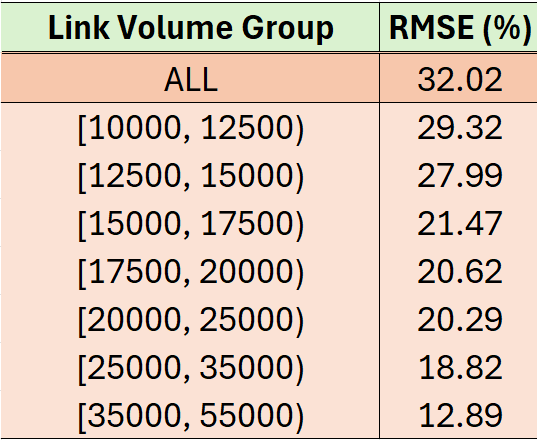 Link Volume Group RMSE (%)
ALL 32.02
[10000, 12500) 29.32
[12500, 15000) 27.99
[15000, 17500) 21.47
[17500, 20000) 20.62
[20000, 25000) 20.29
[25000, 35000) 18.82
[35000, 55000) 12.89